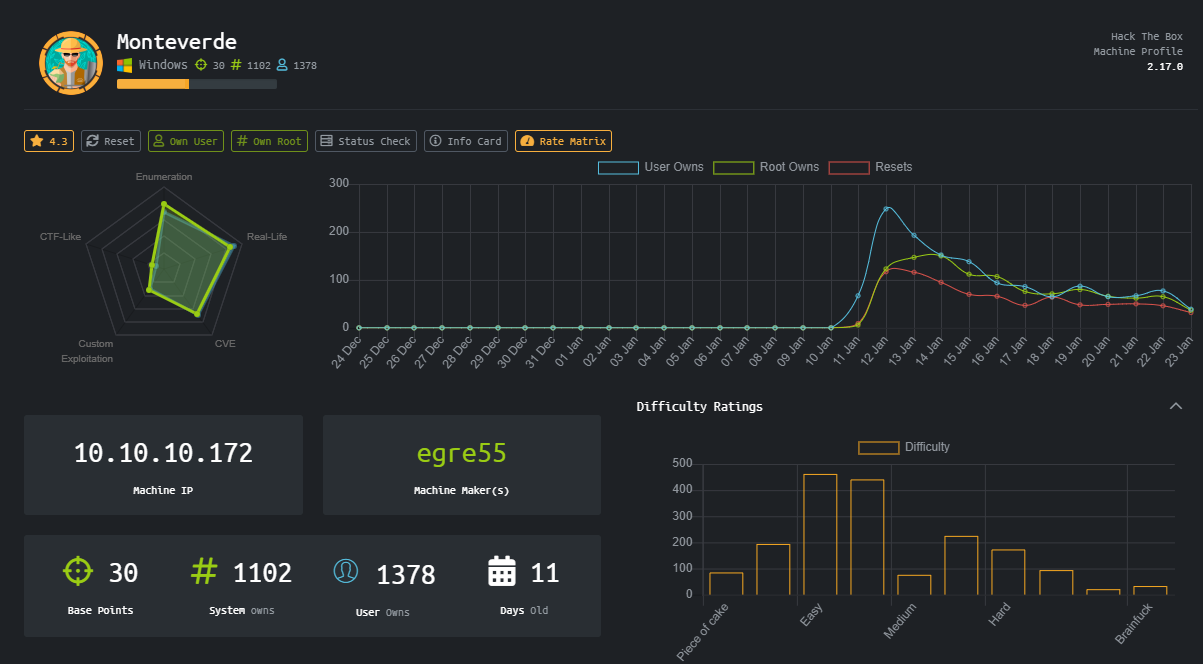 Monteverde
Windows 30 # 1102 1378
Hack The Box
Machine Profile
2.17.0
4.3 Reset Own User # Own Root Status Check Info Card Rate Matrix
Enumeration
CTF-Like
Real-Life
Custom Exploitation
CVE
User Owns Root Owns Resets
300
200
100
0
24 Dec 25 Dec 26 Dec 27 Dec 28 Dec 29 Dec 30 Dec 31 Dec 01 Jan 02 Jan 03 Jan 04 Jan 05 Jan 06 Jan 07 Jan 08 Jan 09 Jan 10 Jan 11 Jan 12 Jan 13 Jan 14 Jan 15 Jan 16 Jan 17 Jan 18 Jan 19 Jan 20 Jan 21 Jan 22 Jan 23 Jan
10.10.10.172
Machine IP
egre55
Machine Maker(s)
30
Base Points
# 1102
System owns
1378
User Owns
11
Days Old
Difficulty Ratings
Difficulty
500
400
300
200
100
0
Piece of cake Easy Medium Hard Brainfuck